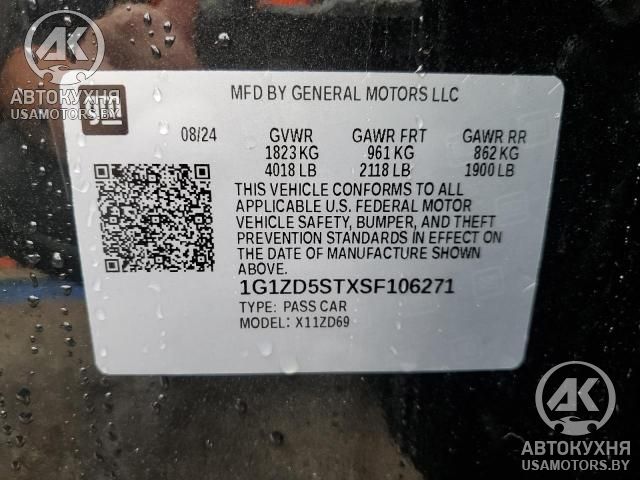 АВТОКУХНЯ
USAMOTORS.BY
gm
MFD BY GENERAL MOTORS LLC
08/24 GVWR GAWR FRT GAWR RR
1823 KG 961 KG 862 KG
4018 LB 2118 LB 1900 LB
THIS VEHICLE CONFORMS TO ALL
APPLICABLE U.S. FEDERAL MOTOR
VEHICLE SAFETY, BUMPER, AND THEFT
PREVENTION STANDARDS IN EFFECT ON
THE DATE OF MANUFACTURE SHOWN
ABOVE.
1G1ZD5STXSF106271
TYPE: PASS CAR
MODEL: X11ZD69
АК
АВТОКУХНЯ
USAMOTORS.BY